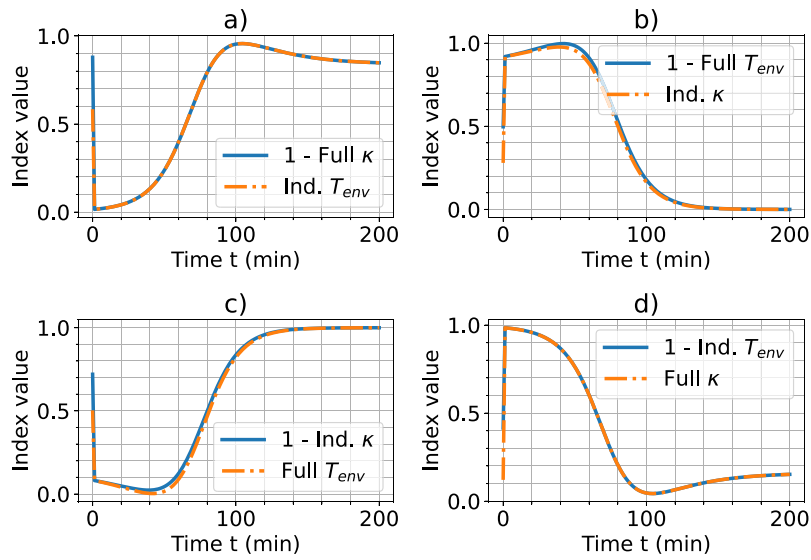 a)
Index value
1.0
0.5
0.0
1 - Full κ
Ind. T_env
0
100
200
Time t (min)
b)
Index value
1.0
0.5
0.0
1 - Full T_env
Ind. κ
0
100
200
Time t (min)
c)
Index value
1.0
0.5
0.0
1 - Ind. κ
Full T_env
0
100
200
Time t (min)
d)
Index value
1.0
0.5
0.0
1 - Ind. T_env
Full κ
0
100
200
Time t (min)